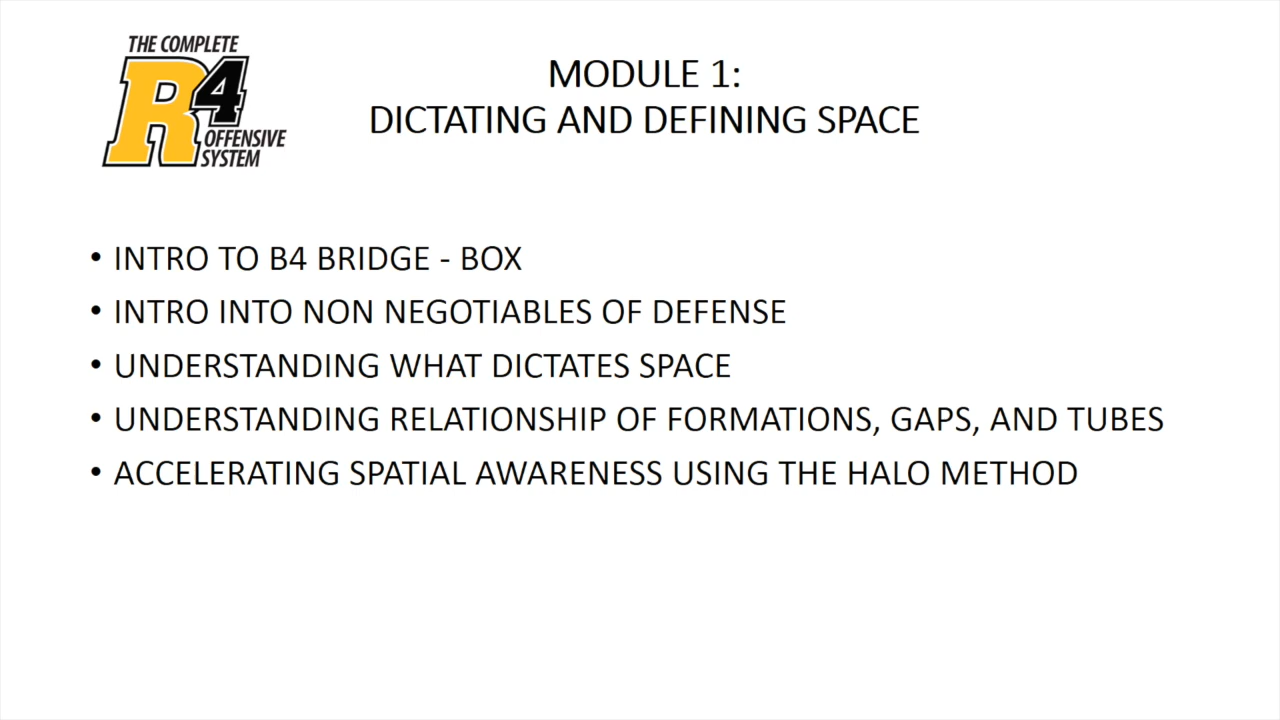 THE COMPLETE
R4
OFFENSIVE
SYSTEM
MODULE 1:
DICTATING AND DEFINING SPACE
• INTRO TO B4 BRIDGE - BOX
• INTRO INTO NON NEGOTIABLES OF DEFENSE
• UNDERSTANDING WHAT DICTATES SPACE
• UNDERSTANDING RELATIONSHIP OF FORMATIONS, GAPS, AND TUBES
• ACCELERATING SPATIAL AWARENESS USING THE HALO METHOD